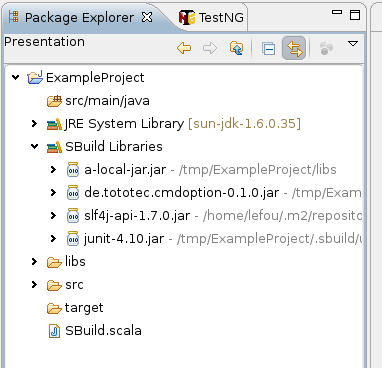 Package Explorer
TestNG
Presentation
ExampleProject
src/main/java
JRE System Library [sun-jdk-1.6.0.35]
SBuild Libraries
a-local-jar.jar - /tmp/ExampleProject/libs
de.tototec.cmdoption-0.1.0.jar - /tmp/Exam
slf4j-api-1.7.0.jar - /home/lefou/.m2/reposito
junit-4.10.jar - /tmp/ExampleProject/.sbuild/u
libs
src
target
SBuild.scala